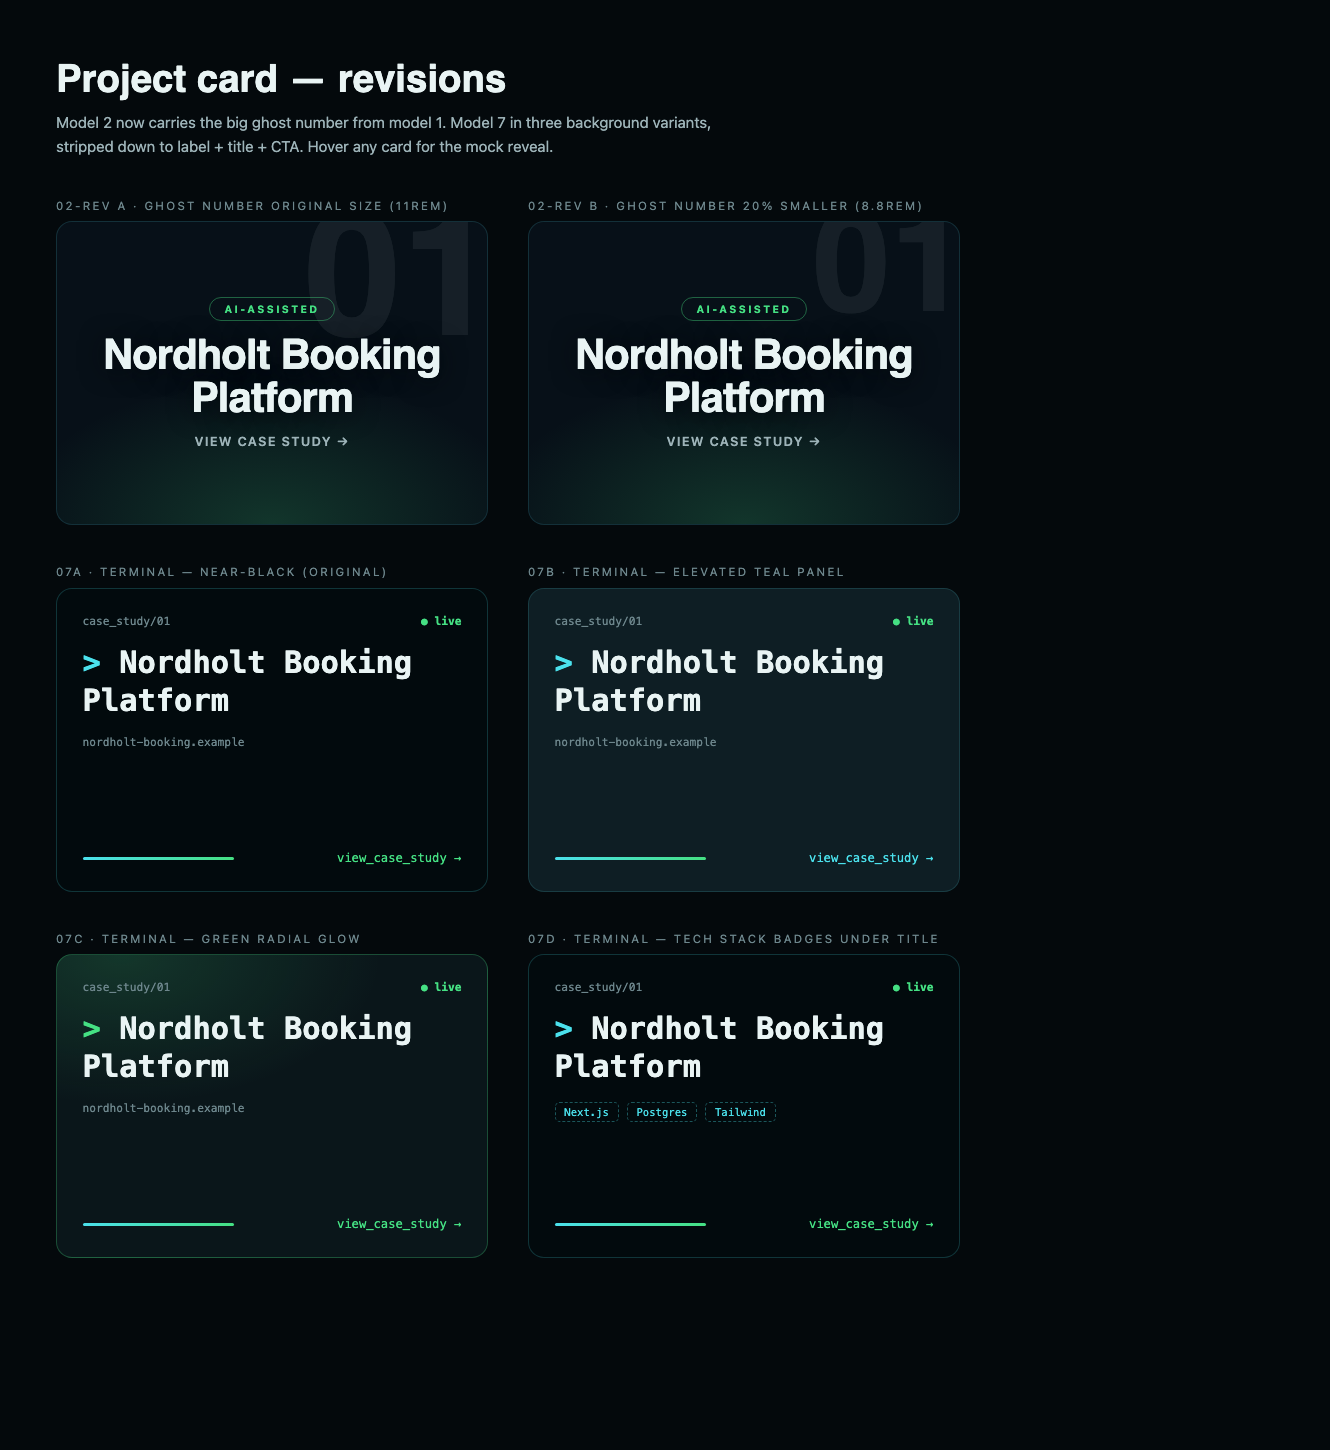 Project card — revisions
Model 2 now carries the big ghost number from model 1. Model 7 in three background variants,
stripped down to label + title + CTA. Hover any card for the mock reveal.
02-REV A · GHOST NUMBER ORIGINAL SIZE (11REM)
01
AI-ASSISTED
Nordholt Booking
Platform
VIEW CASE STUDY →
02-REV B · GHOST NUMBER 20% SMALLER (8.8REM)
01
AI-ASSISTED
Nordholt Booking
Platform
VIEW CASE STUDY →
07A · TERMINAL — NEAR-BLACK (ORIGINAL)
case_study/01
● live
> Nordholt Booking
Platform
nordholt-booking.example
view_case_study →
07B · TERMINAL — ELEVATED TEAL PANEL
case_study/01
● live
> Nordholt Booking
Platform
nordholt-booking.example
view_case_study →
07C · TERMINAL — GREEN RADIAL GLOW
case_study/01
● live
> Nordholt Booking
Platform
nordholt-booking.example
view_case_study →
07D · TERMINAL — TECH STACK BADGES UNDER TITLE
case_study/01
● live
> Nordholt Booking
Platform
Next.js Postgres Tailwind
view_case_study →